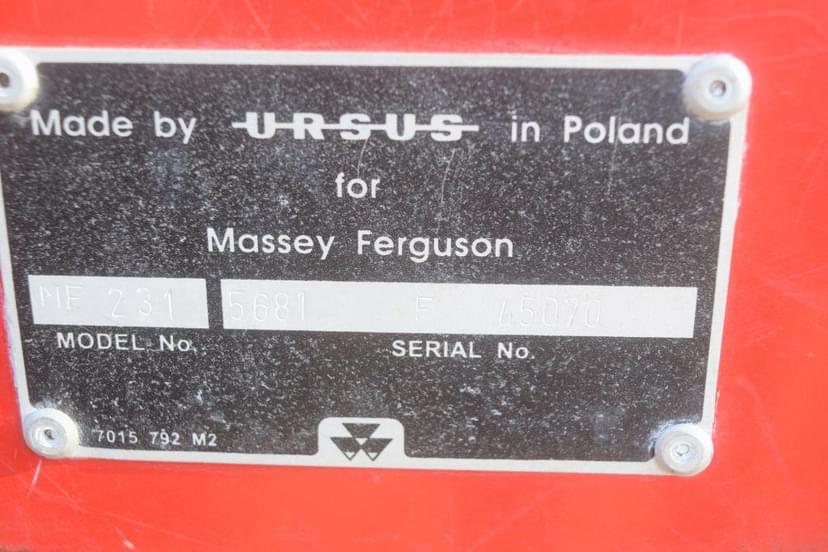 Made by URSUS in Poland
for
Massey Ferguson
MF 231 5681 F 45070
MODEL No. SERIAL No.
7015 792 M2